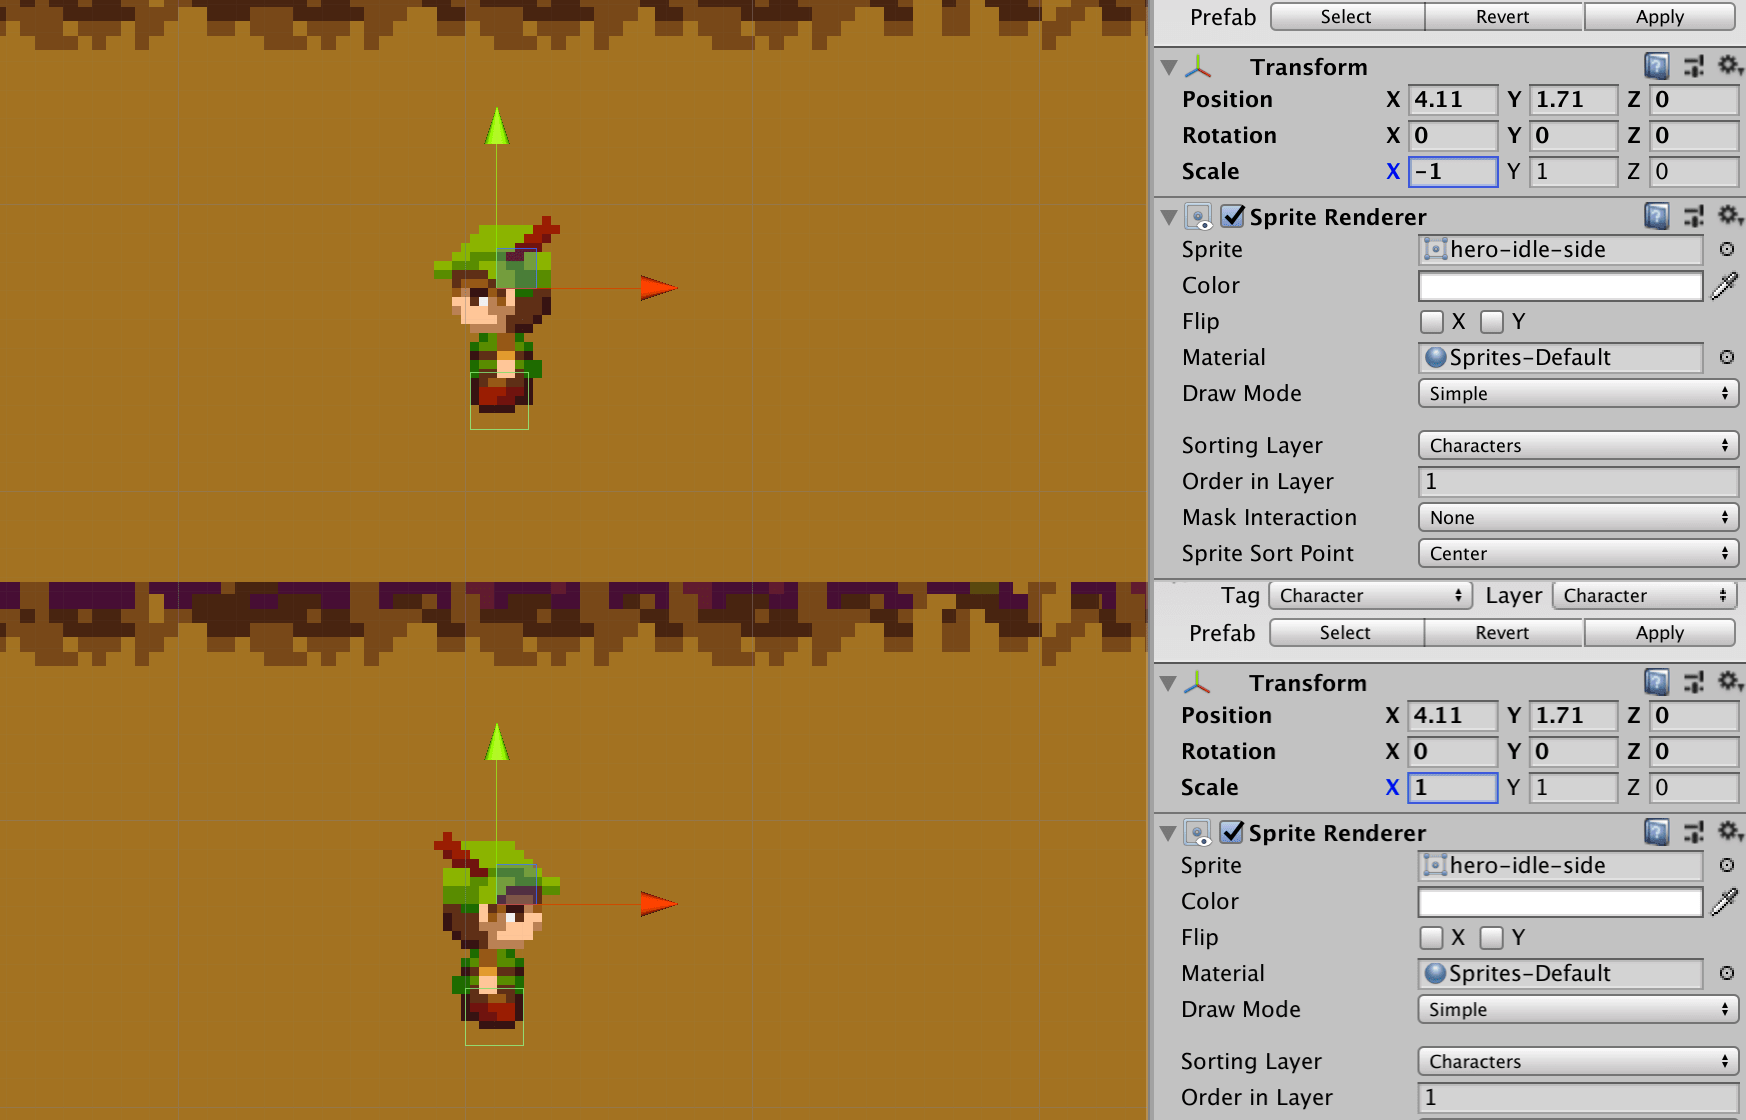 Prefab Select Revert Apply
Transform
Position X 4.11 Y 1.71 Z 0
Rotation X 0 Y 0 Z 0
Scale X -1 Y 1 Z 0
Sprite Renderer
Sprite hero-idle-side
Color
Flip X Y
Material Sprites-Default
Draw Mode Simple
Sorting Layer Characters
Order in Layer 1
Mask Interaction None
Sprite Sort Point Center
Tag Character Layer Character
Prefab Select Revert Apply
Transform
Position X 4.11 Y 1.71 Z 0
Rotation X 0 Y 0 Z 0
Scale X 1 Y 1 Z 0
Sprite Renderer
Sprite hero-idle-side
Color
Flip X Y
Material Sprites-Default
Draw Mode Simple
Sorting Layer Characters
Order in Layer 1